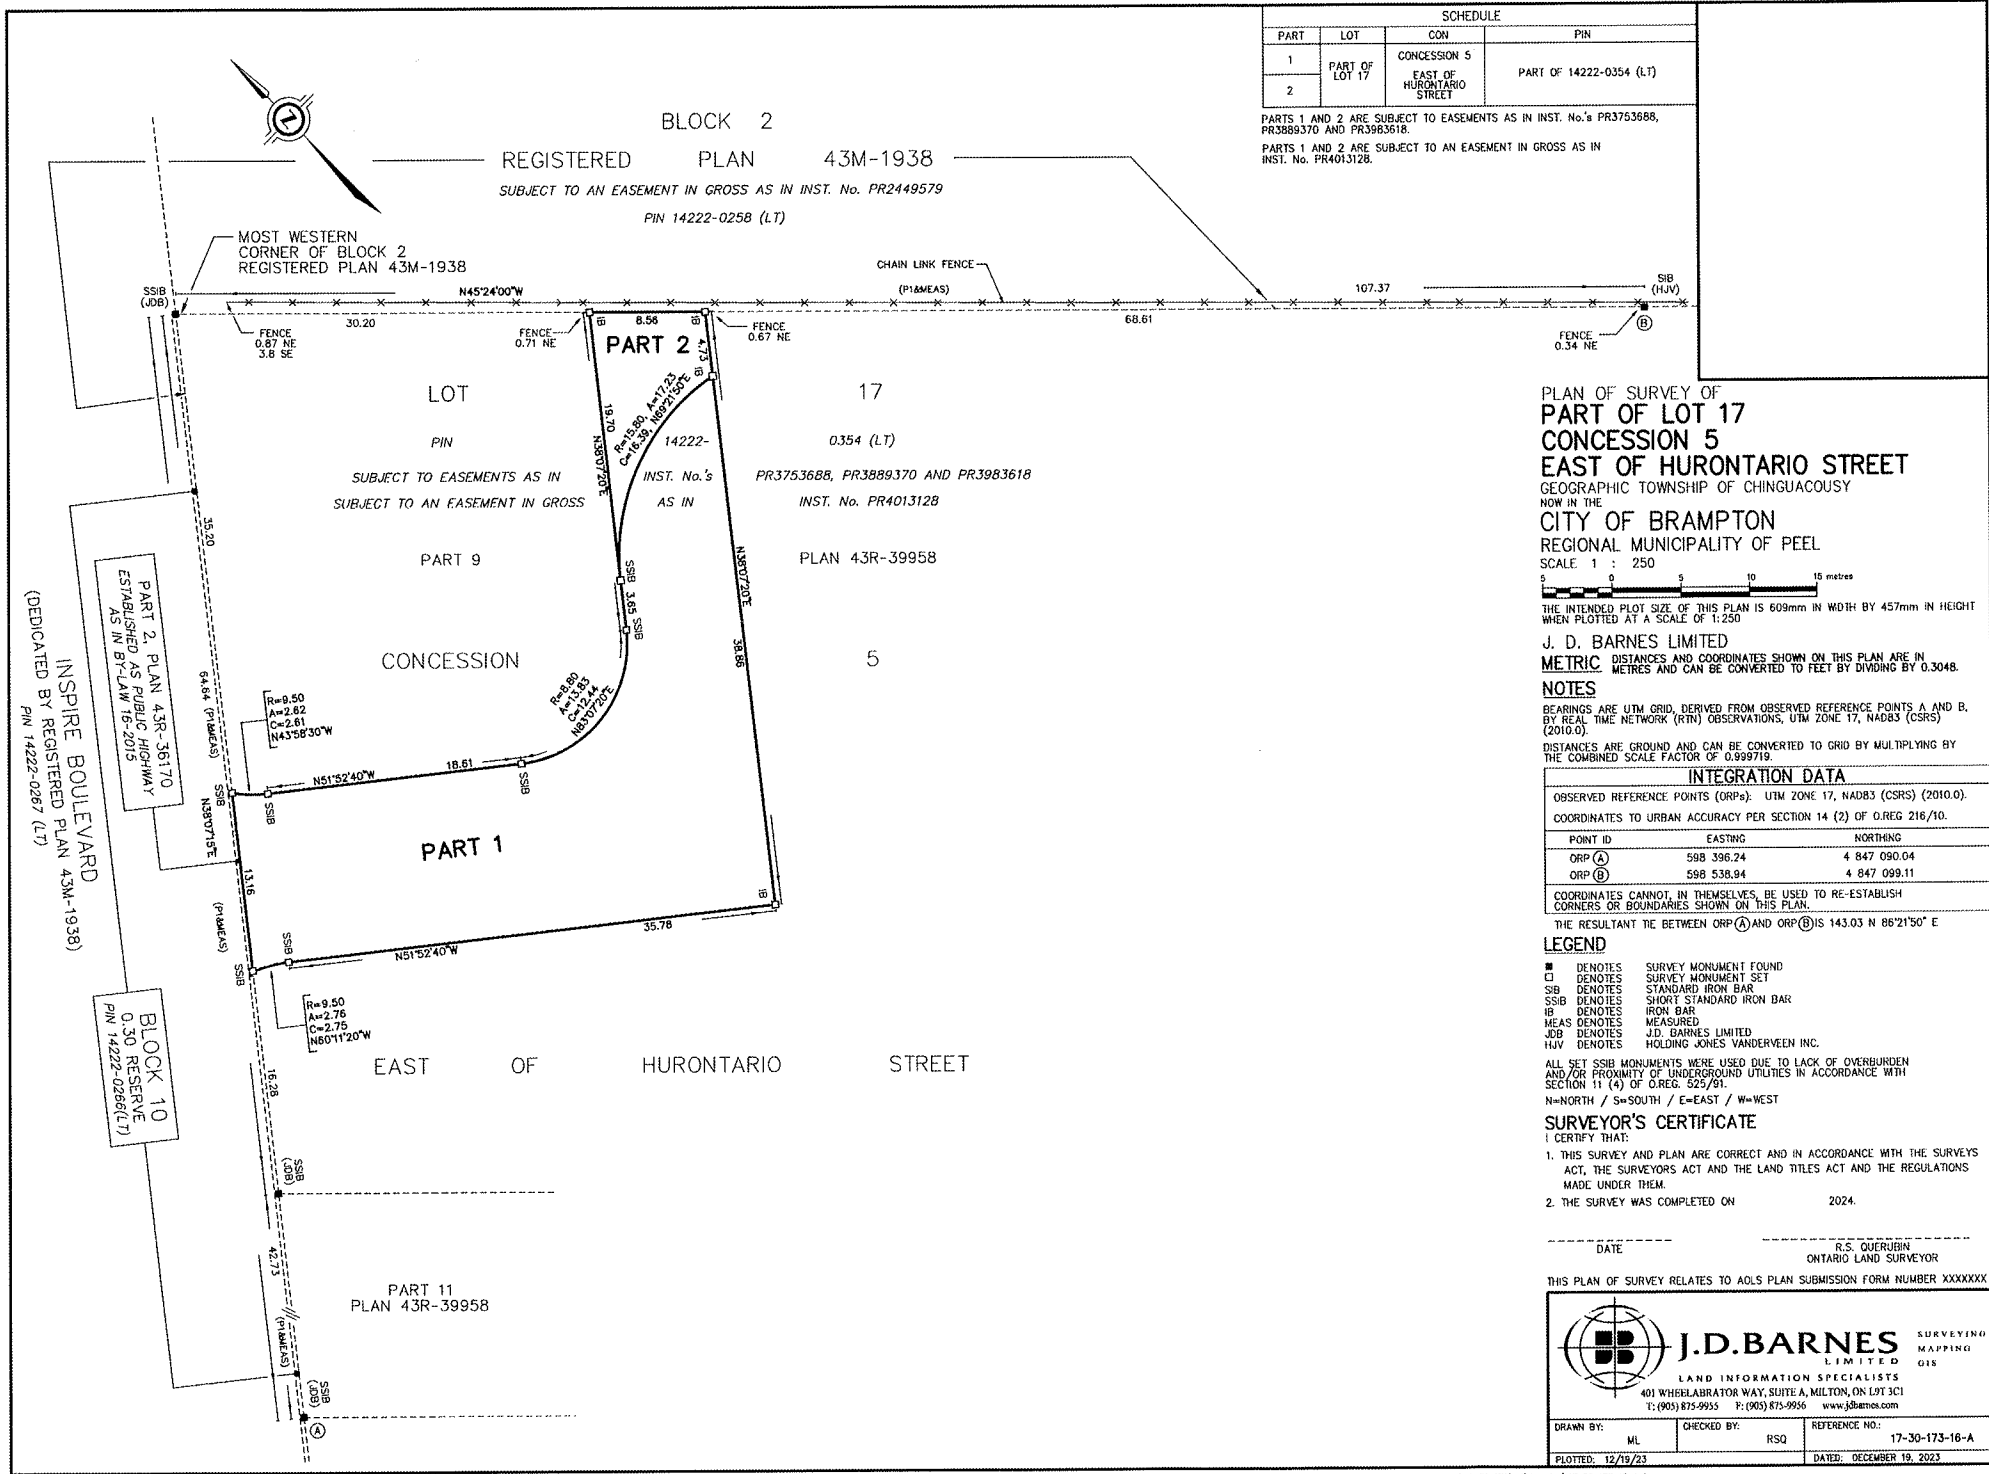 SCHEDULE
PART LOT CON PIN
1
2
PART OF
LOT 17
CONCESSION 5
EAST OF
HURONTARIO
STREET
PART OF 14222-0354 (LT)
PARTS 1 AND 2 ARE SUBJECT TO EASEMENTS AS IN INST. No.'s PR3753688,
PR3889370 AND PR3983618.
PARTS 1 AND 2 ARE SUBJECT TO AN EASEMENT IN GROSS AS IN
INST. No. PR4013128.
Z
BLOCK 2
REGISTERED PLAN 43M-1938
SUBJECT TO AN EASEMENT IN GROSS AS IN INST. No. PR2449579
PIN 14222-0258 (LT)
MOST WESTERN
CORNER OF BLOCK 2
REGISTERED PLAN 43M-1938
SSIB
(JDB)
N45°24'00"W
CHAIN LINK FENCE
(P1&MEAS)
107.37
SIB
(HJV)
B
30.20
8.56
68.61
FENCE
0.87 NE
3.8 SE
FENCE
0.71 NE
IB
IB
FENCE
0.67 NE
FENCE
0.34 NE
PART 2
4.73
IB
LOT 17
PIN 14222- 0354 (LT)
SUBJECT TO EASEMENTS AS IN INST. No.'s PR3753688, PR3889370 AND PR3983618
SUBJECT TO AN EASEMENT IN GROSS AS IN INST. No. PR4013128
19.70
N38°07'20"E
R=15.80, A=17.23
C=16.39, N69°21'50"E
PART 9 PLAN 43R-39958
N38°07'20"E
38.86
SSIB
3.65
SSIB
CONCESSION 5
R=8.80
A=13.83
C=12.44
N83°07'20"E
35.20
64.64 (P1&MEAS)
PART 2, PLAN 43R-36170
ESTABLISHED AS PUBLIC HIGHWAY
AS IN BY-LAW 16-2015
INSPIRE BOULEVARD
(DEDICATED BY REGISTERED PLAN 43M-1938)
PIN 14222-0267 (LT)
R=9.50
A=2.62
C=2.61
N43°58'30"W
N51°52'40"W
18.61
SSIB
SSIB
SSIB
N38°07'15"E
13.16
(P1&MEAS)
PART 1
IB
35.78
N51°52'40"W
SSIB
SSIB
R=9.50
A=2.76
C=2.75
N60°11'20"W
BLOCK 10
0.30 RESERVE
PIN 14222-0266(LT)
EAST OF HURONTARIO STREET
16.28
SSIB
(JDB)
42.73
(P1&MEAS)
PART 11
PLAN 43R-39958
SSIB
(JDB)
A
PLAN OF SURVEY OF
PART OF LOT 17
CONCESSION 5
EAST OF HURONTARIO STREET
GEOGRAPHIC TOWNSHIP OF CHINGUACOUSY
NOW IN THE
CITY OF BRAMPTON
REGIONAL MUNICIPALITY OF PEEL
SCALE 1 : 250
5 0 5 10 15 metres
THE INTENDED PLOT SIZE OF THIS PLAN IS 609mm IN WIDTH BY 457mm IN HEIGHT
WHEN PLOTTED AT A SCALE OF 1:250
J. D. BARNES LIMITED
METRIC DISTANCES AND COORDINATES SHOWN ON THIS PLAN ARE IN
METRES AND CAN BE CONVERTED TO FEET BY DIVIDING BY 0.3048.
NOTES
BEARINGS ARE UTM GRID, DERIVED FROM OBSERVED REFERENCE POINTS A AND B,
BY REAL TIME NETWORK (RTN) OBSERVATIONS, UTM ZONE 17, NAD83 (CSRS)
(2010.0).
DISTANCES ARE GROUND AND CAN BE CONVERTED TO GRID BY MULTIPLYING BY
THE COMBINED SCALE FACTOR OF 0.999719.
INTEGRATION DATA
OBSERVED REFERENCE POINTS (ORPs): UTM ZONE 17, NAD83 (CSRS) (2010.0).
COORDINATES TO URBAN ACCURACY PER SECTION 14 (2) OF O.REG 216/10.
POINT ID EASTING NORTHING
ORP A 598 396.24 4 847 090.04
ORP B 598 538.94 4 847 099.11
COORDINATES CANNOT, IN THEMSELVES, BE USED TO RE-ESTABLISH
CORNERS OR BOUNDARIES SHOWN ON THIS PLAN.
THE RESULTANT TIE BETWEEN ORP A AND ORP B IS 143.03 N 86°21'50" E
LEGEND
■ DENOTES SURVEY MONUMENT FOUND
□ DENOTES SURVEY MONUMENT SET
SIB DENOTES STANDARD IRON BAR
SSIB DENOTES SHORT STANDARD IRON BAR
IB DENOTES IRON BAR
MEAS DENOTES MEASURED
JDB DENOTES J.D. BARNES LIMITED
HJV DENOTES HOLDING JONES VANDERVEEN INC.
ALL SET SSIB MONUMENTS WERE USED DUE TO LACK OF OVERBURDEN
AND/OR PROXIMITY OF UNDERGROUND UTILITIES IN ACCORDANCE WITH
SECTION 11 (4) OF O.REG. 525/91.
N=NORTH / S=SOUTH / E=EAST / W=WEST
SURVEYOR'S CERTIFICATE
I CERTIFY THAT:
1. THIS SURVEY AND PLAN ARE CORRECT AND IN ACCORDANCE WITH THE SURVEYS
ACT, THE SURVEYORS ACT AND THE LAND TITLES ACT AND THE REGULATIONS
MADE UNDER THEM.
2. THE SURVEY WAS COMPLETED ON 2024.
DATE
R.S. QUERUBIN
ONTARIO LAND SURVEYOR
THIS PLAN OF SURVEY RELATES TO AOLS PLAN SUBMISSION FORM NUMBER XXXXXXX
J.D.BARNES
LIMITED
SURVEYING
MAPPING
GIS
LAND INFORMATION SPECIALISTS
401 WHEELABRATOR WAY, SUITE A, MILTON, ON L9T 3C1
T: (905) 875-9955 F: (905) 875-9956 www.jdbarnes.com
DRAWN BY: ML
CHECKED BY: RSQ
REFERENCE NO.: 17-30-173-16-A
PLOTTED: 12/19/23
DATED: DECEMBER 19, 2023